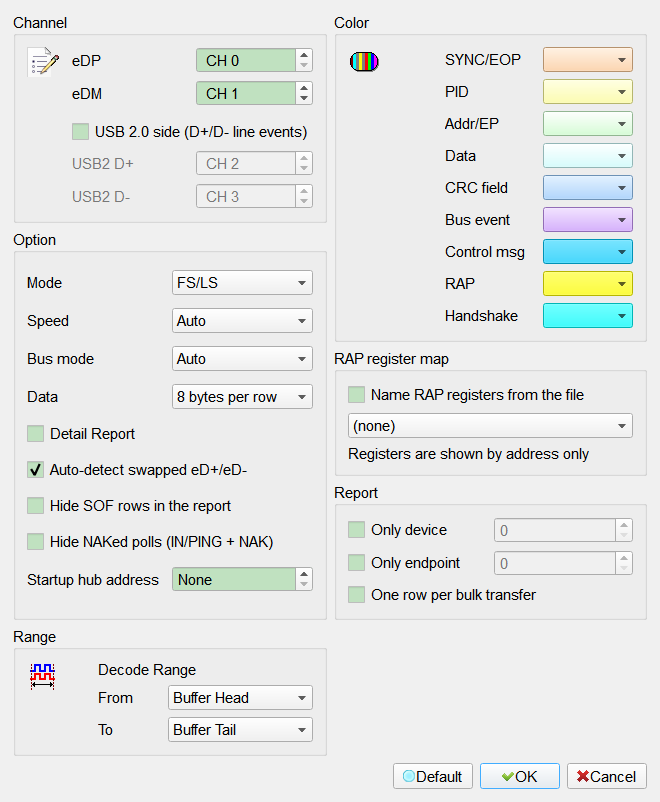 Channel
eDP CH 0
eDM CH 1
USB 2.0 side (D+/D- line events)
USB2 D+ CH 2
USB2 D- CH 3
Option
Mode FS/LS
Speed Auto
Bus mode Auto
Data 8 bytes per row
Detail Report
Auto-detect swapped eD+/eD-
Hide SOF rows in the report
Hide NAKed polls (IN/PING + NAK)
Startup hub address None
Range
Decode Range
From Buffer Head
To Buffer Tail
Color
SYNC/EOP
PID
Addr/EP
Data
CRC field
Bus event
Control msg
RAP
Handshake
RAP register map
Name RAP registers from the file
(none)
Registers are shown by address only
Report
Only device 0
Only endpoint 0
One row per bulk transfer
Default OK Cancel